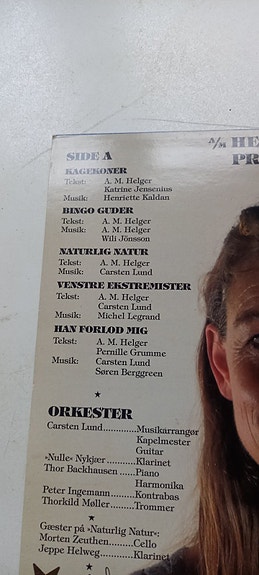 A/M HE
PR
SIDE A
KAGEKONER
Tekst: A. M. Helger
Katrine Jensenius
Musik: Henriette Kaldan
BINGO GUDER
Tekst: A. M. Helger
Musik: A. M. Helger
Wili Jönsson
NATURLIG NATUR
Tekst: A. M. Helger
Musik: Carsten Lund
VENSTRE EKSTREMISTER
Tekst: A. M. Helger
Carsten Lund
Musik: Michel Legrand
HAN FORLOD MIG
Tekst: A. M. Helger
Pernille Grumme
Musik: Carsten Lund
Søren Berggreen
ORKESTER
Carsten Lund...........Musikarrangør
Kapelmester
Guitar
»Nulle« Nykjær...........Klarinet
Thor Backhausen .....Piano
Harmonika
Peter Ingemann.........Kontrabas
Thorkild Møller.........Trommer
Gæster på »Naturlig Natur«:
Morten Zeuthen.......Cello
Jeppe Helweg...........Klarinet